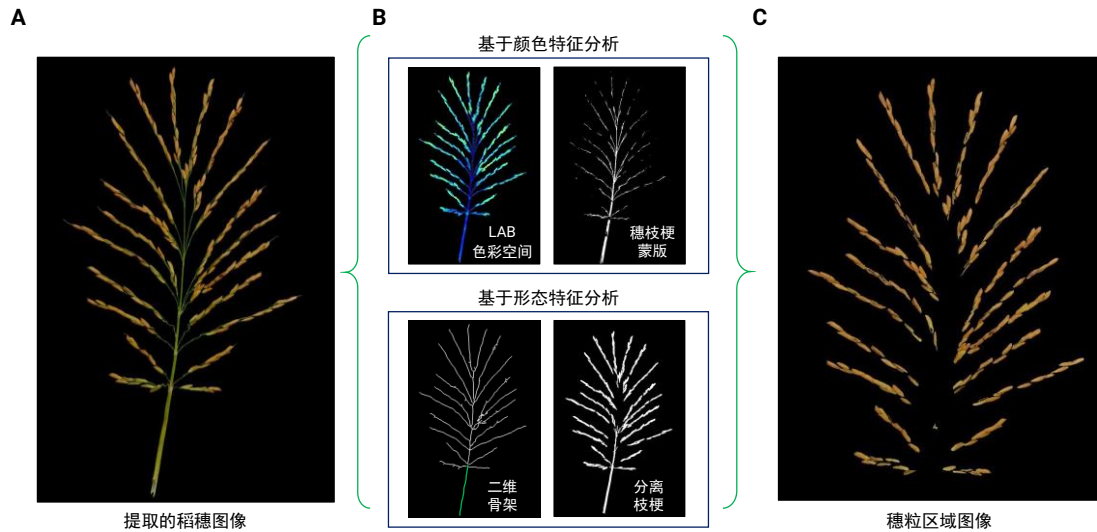 A
B
C
基于颜色特征分析
LAB
色彩空间
穗枝梗
蒙版
基于形态特征分析
二维
骨架
分离
枝梗
提取的稻穗图像
穗粒区域图像